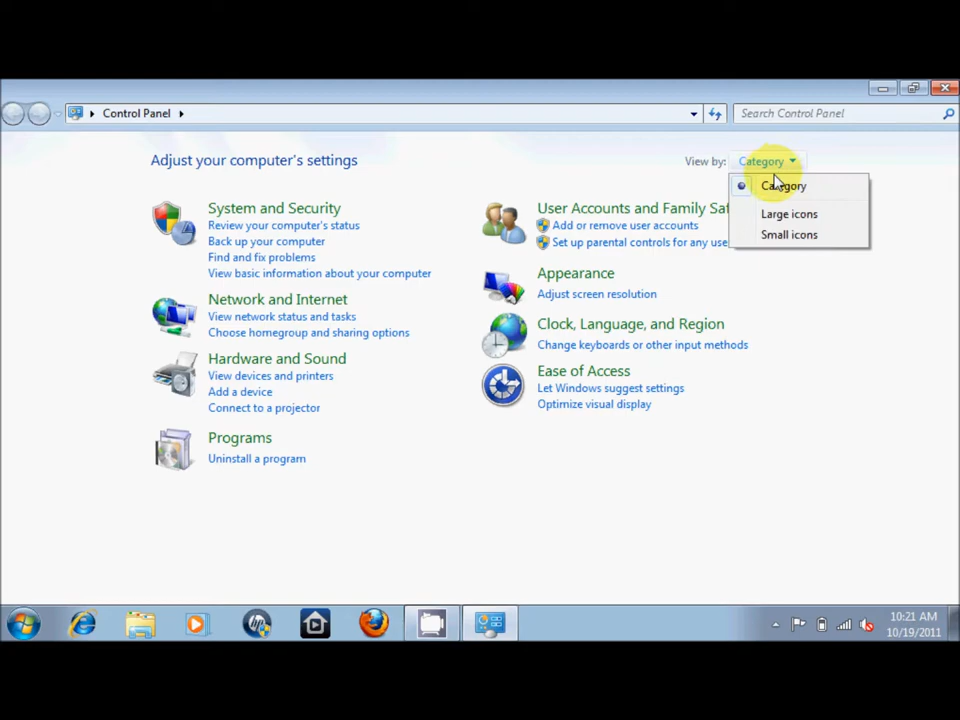 Control Panel
Search Control Panel
Adjust your computer's settings
View by: Category
Category
Large icons
Small icons
System and Security
Review your computer's status
Back up your computer
Find and fix problems
View basic information about your computer
Network and Internet
View network status and tasks
Choose homegroup and sharing options
Hardware and Sound
View devices and printers
Add a device
Connect to a projector
Programs
Uninstall a program
User Accounts and Family
Add or remove user accounts
Set up parental controls for any
Appearance
Adjust screen resolution
Clock, Language, and Region
Change keyboards or other input methods
Ease of Access
Let Windows suggest settings
Optimize visual display
hp
10:21 AM
10/19/2011